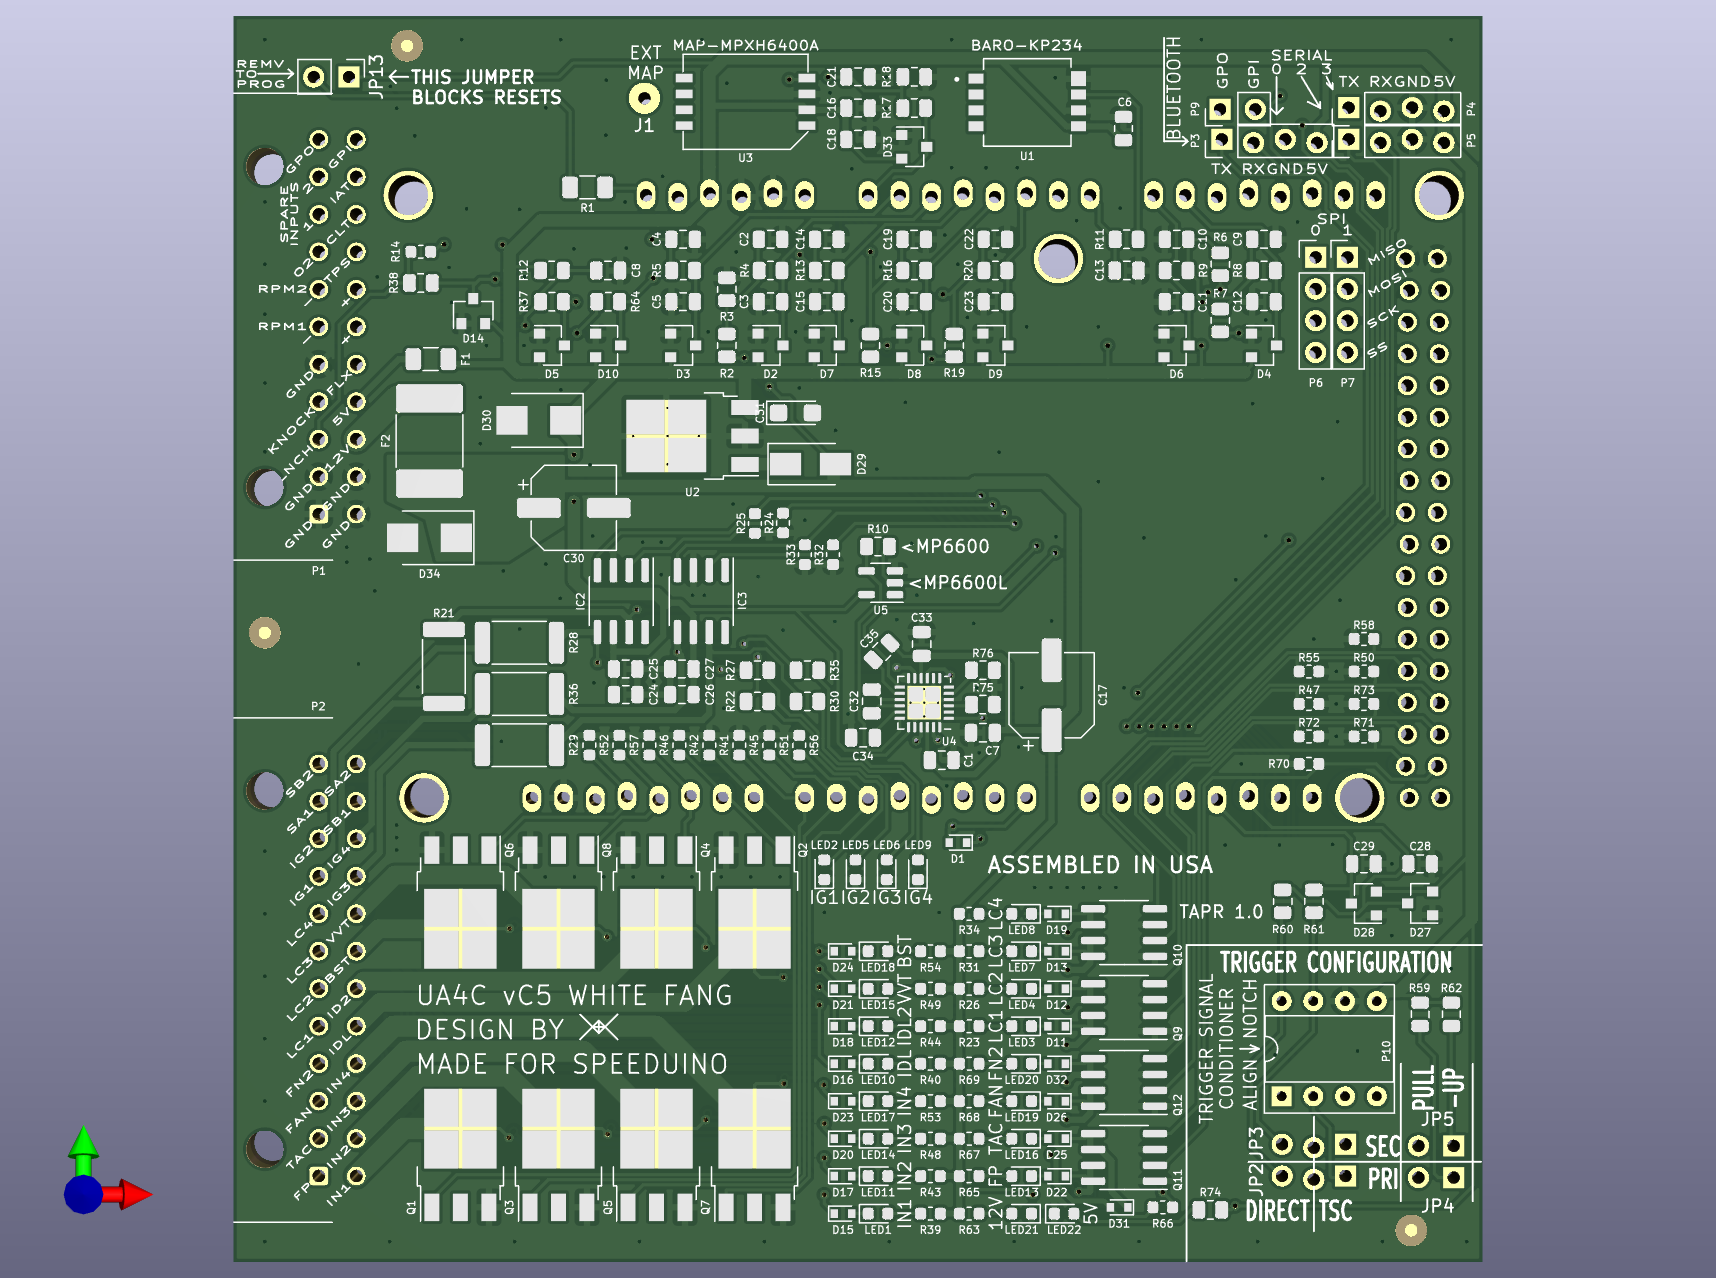 REMV
TO
PROG
JP13
THIS JUMPER
BLOCKS RESETS
EXT
MAP
J1
MAP-MPXH6400A
U3
C21
R18
C16
R17
C18
D33
BARO-KP234
U1
C6
BLUETOOTH
GPO
GPI
SERIAL
0 2 3
TX RXGND5V
P9
P3
P4
P5
TX RXGND5V
GPO
GPI
SPARE
INPUTS
2
1
IAT
CLT
O2
TPS
RPM2
- +
RPM1
- +
GND
FLX
KNOCK
5V
LNCH
12V
GND
GND
GND
GND
P1
R1
R14
R38
D14
F1
F2
D30
D34
R12
C8
R37
R64
D5
D10
C4
R5
C5
D3
R3
R2
C2
R4
C3
D2
C14
R13
C15
D7
R15
C19
R16
C20
D8
R19
C22
R20
C23
D9
R11
C13
C10
R9
C11
D6
R6
R7
C9
R8
C12
D4
SPI
0 1
MISO
MOSI
SCK
SS
P6
P7
U2
C31
D29
C30
R25
R24
R33
R32
R10
<MP6600
<MP6600L
U5
IC2
IC3
R21
R28
R36
C25
C27
C24
C26
R27
R35
R22
R30
C35
C33
C32
C34
R76
R75
C7
U4
C1
C17
R29
R52
R57
R46
R42
R41
R45
R51
R56
R58
R55
R50
R47
R73
R72
R71
R70
P2
SB2
SA2
SA1
SB1
IG2
IG4
IG1
IG3
LC4
VVT
LC3
BST
LC2
ID2
LC1
IDL
FN2
IN4
FAN
IN3
TAC
IN2
FP
IN1
Q6
Q8
Q4
Q2
LED2
LED5
LED6
LED9
IG1
IG2
IG3
IG4
D1
ASSEMBLED IN USA
TAPR 1.0
C29
C28
R60
R61
D28
D27
UA4C vC5 WHITE FANG
DESIGN BY
MADE FOR SPEEDUINO
Q1
Q3
Q5
Q7
R34
LC4
LED8
D19
Q10
D24
LED18
BST
R54
R31
LC3
LED7
D13
D21
LED15
VVT
R49
R26
LC2
LED4
D12
Q9
D18
LED12
IDL2
R44
R23
LC1
LED3
D11
D16
LED10
IDL
R40
R69
FN2
LED20
D32
Q12
D23
LED17
IN4
R53
R68
FAN
LED19
D26
D20
LED14
IN3
R48
R67
TAC
LED16
D25
Q11
D17
LED11
IN2
R43
R65
FP
LED13
D22
D15
LED1
IN1
R39
R63
12V
LED21
LED22
5V
D31
R66
R74
TRIGGER CONFIGURATION
TRIGGER SIGNAL
CONDITIONER
ALIGN v NOTCH
P10
R59
R62
PULL
-UP
JP5
JP3
SEC
JP2
PRI
JP4
DIRECT TSC